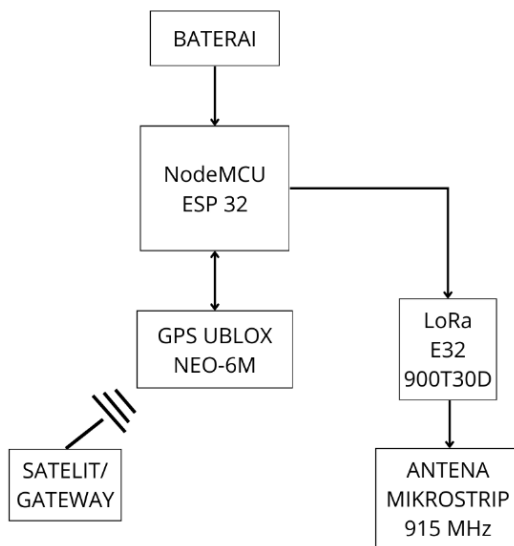 BATERAI
NodeMCU
ESP 32
GPS UBLOX
NEO-6M
LoRa
E32
900T30D
SATELIT/
GATEWAY
ANTENA
MIKROSTRIP
915 MHz